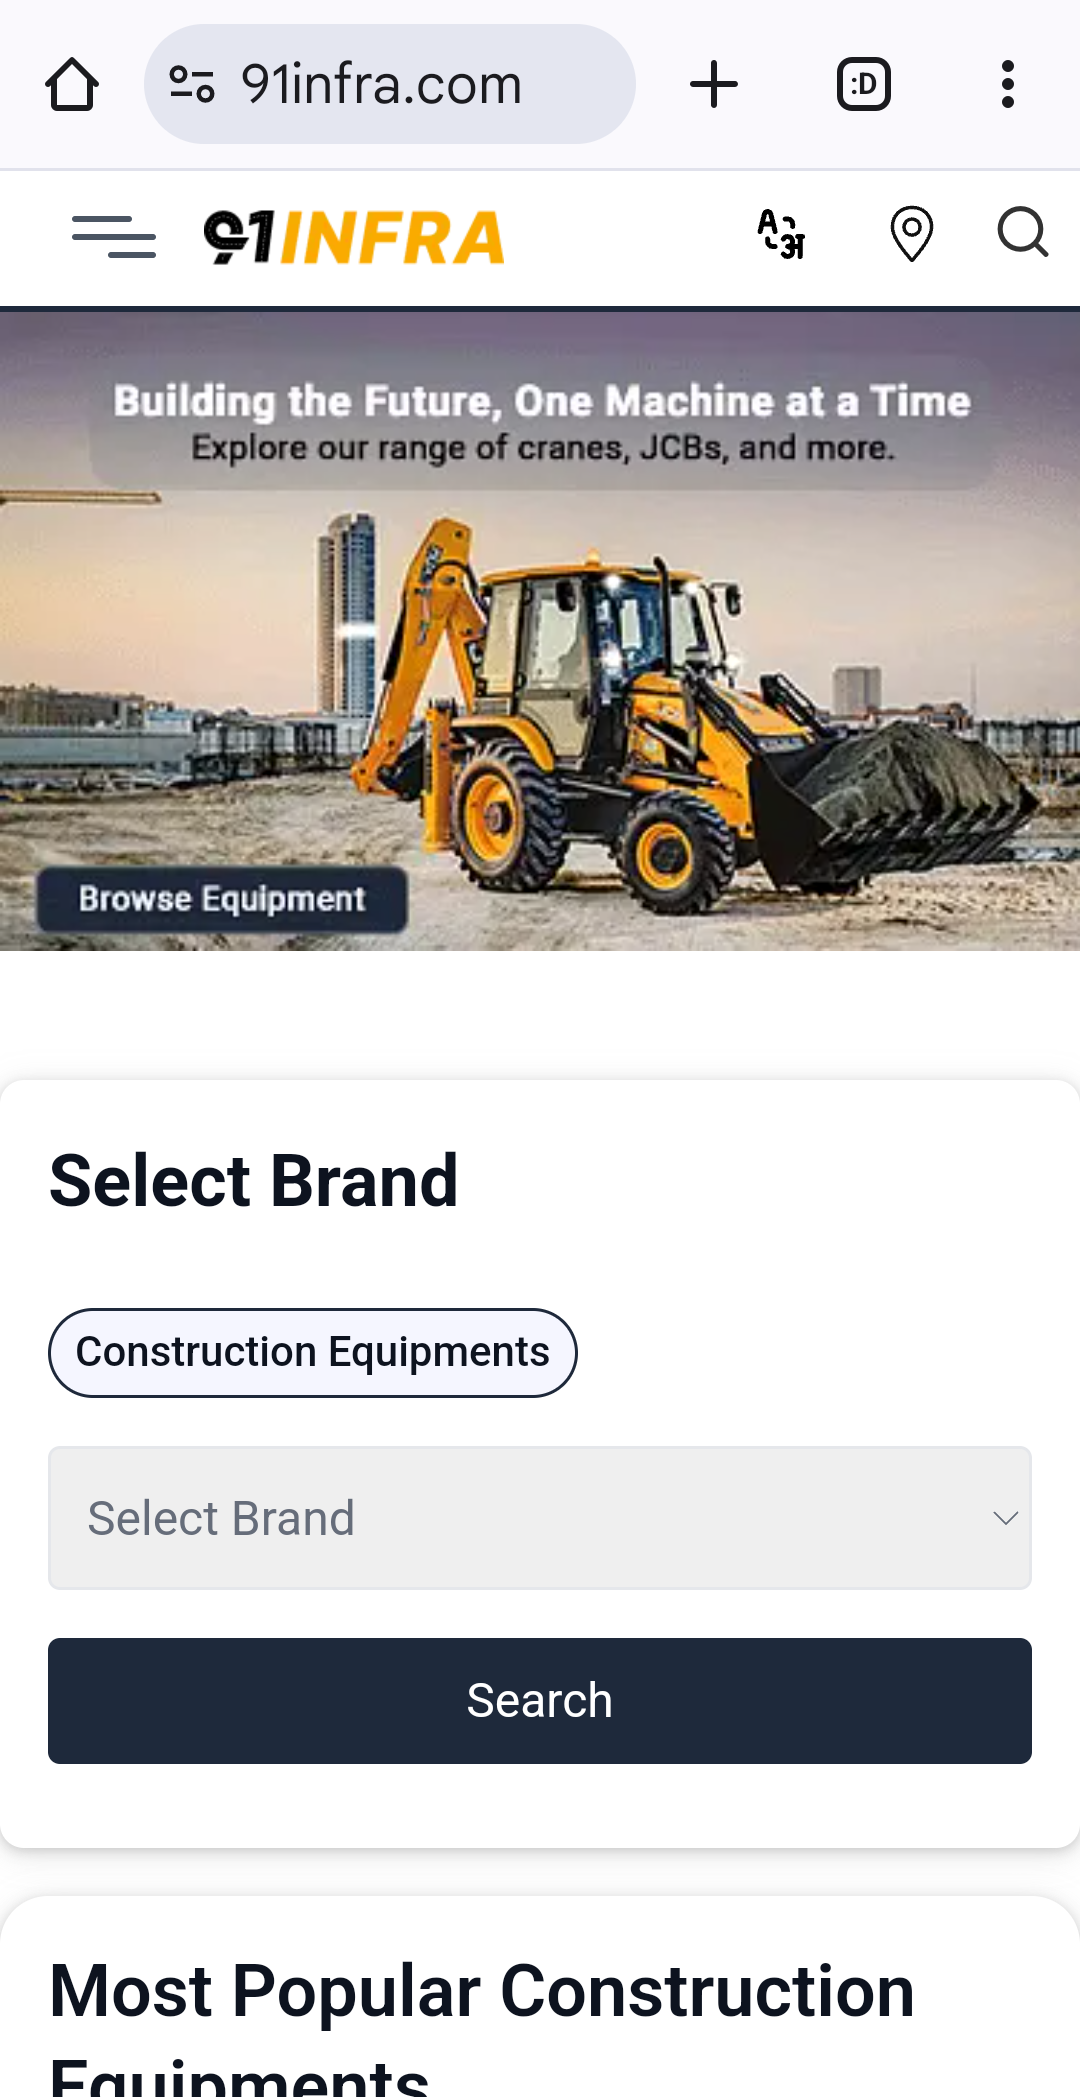 91infra.com
:D
91INFRA
A अ
Building the Future, One Machine at a Time
Explore our range of cranes, JCBs, and more.
Browse Equipment
Select Brand
Construction Equipments
Select Brand
Search
Most Popular Construction
Equipments